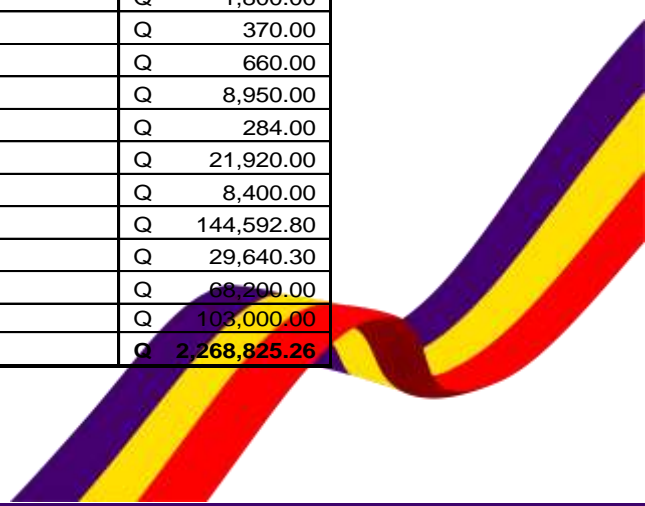 Q 370.00
Q 660.00
Q 8,950.00
Q 284.00
Q 21,920.00
Q 8,400.00
Q 144,592.80
Q 29,640.30
Q 68,200.00
Q 103,000.00
Q 2,268,825.26